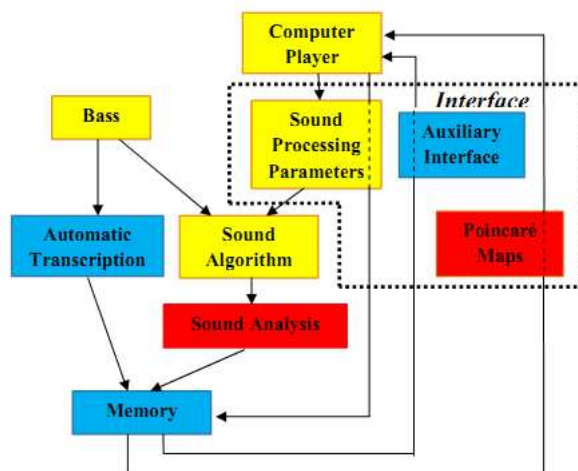 Computer
Player
Interface
Bass
Sound
Processing
Parameters
Auxiliary
Interface
Automatic
Transcription
Sound
Algorithm
Poincaré
Maps
Sound Analysis
Memory